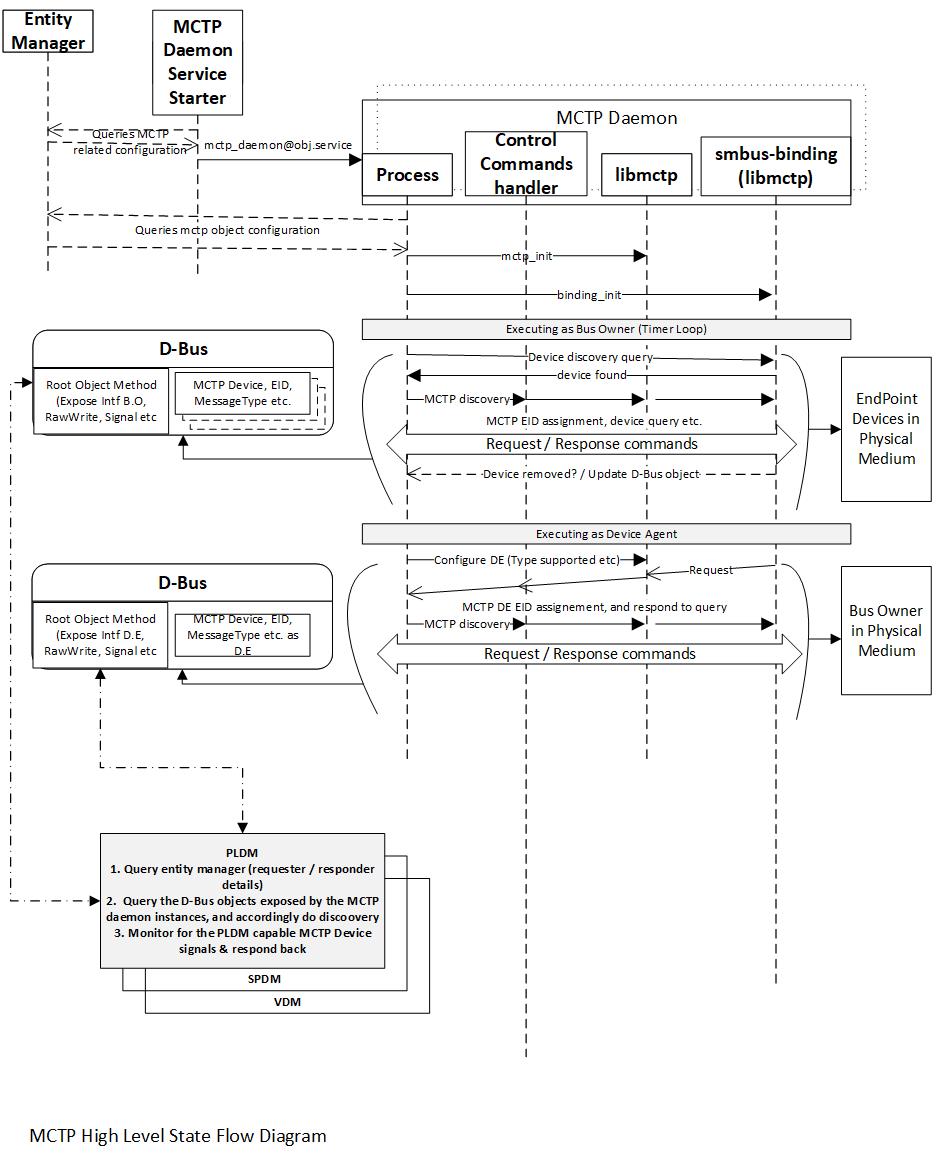 Entity
Manager
MCTP
Daemon
Service
Starter
MCTP Daemon
Process
Control
Commands
handler
libmctp
smbus-binding
(libmctp)
Queries MCTP
related configuration
mctp_daemon@obj.service
Queries mctp object configuration
mctp_init
binding_init
Executing as Bus Owner (Timer Loop)
D-Bus
Root Object Method
(Expose Intf B.O,
RawWrite, Signal etc
MCTP Device, EID,
MessageType etc.
Device discovery query
device found
MCTP discovery
MCTP EID assignment, device query etc.
Request / Response commands
Device removed? / Update D-Bus object
EndPoint
Devices in
Physical
Medium
Executing as Device Agent
D-Bus
Root Object Method
(Expose Intf D.E,
RawWrite, Signal etc
MCTP Device, EID,
MessageType etc. as
D.E
Configure DE (Type supported etc)
Request
MCTP DE EID assignement, and respond to query
MCTP discovery
Request / Response commands
Bus Owner
in Physical
Medium
PLDM
1. Query entity manager (requester / responder
details)
2. Query the D-Bus objects exposed by the MCTP
daemon instances, and accordingly do discoovery
3. Monitor for the PLDM capable MCTP Device
signals & respond back
SPDM
VDM
MCTP High Level State Flow Diagram